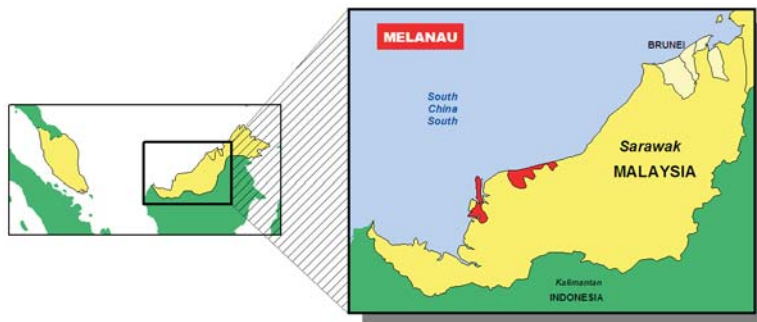 MELANAU
BRUNEI
South
China
South
Sarawak
MALAYSIA
Kalimantan
INDONESIA